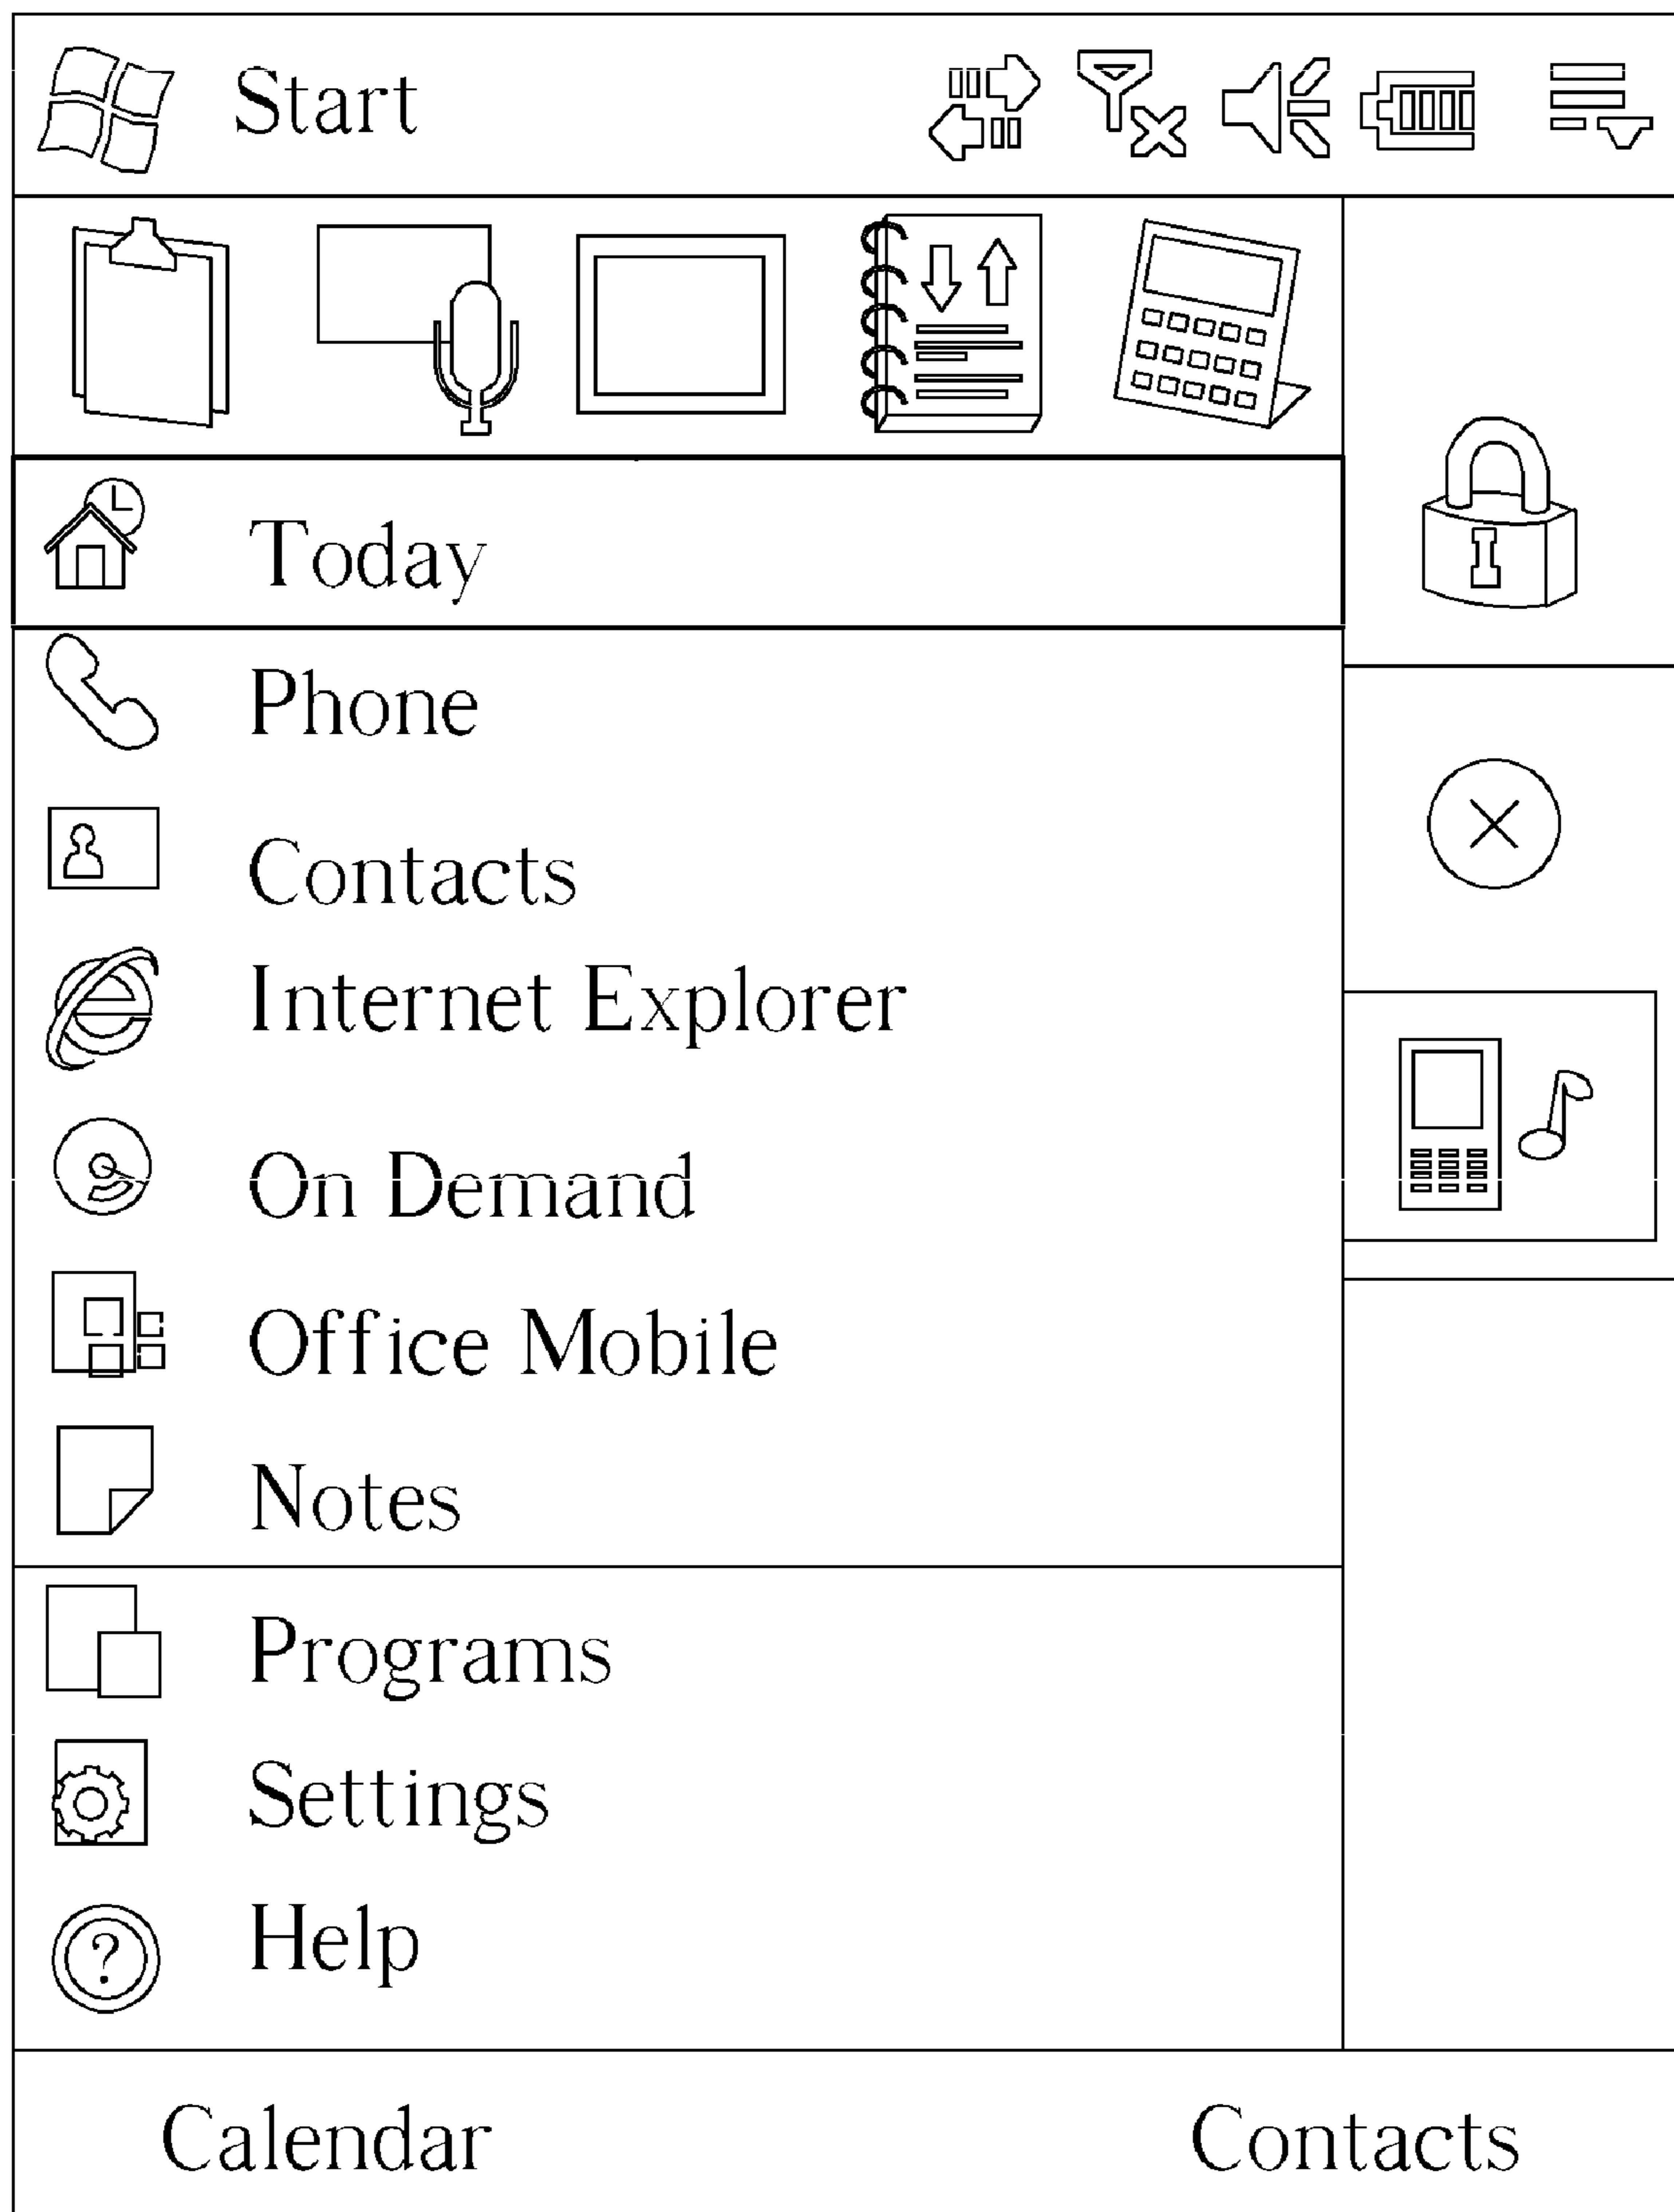 Start
Today
Phone
Contacts
Internet Explorer
On Demand
Office Mobile
Notes
Programs
Settings
? Help
Calendar Contacts